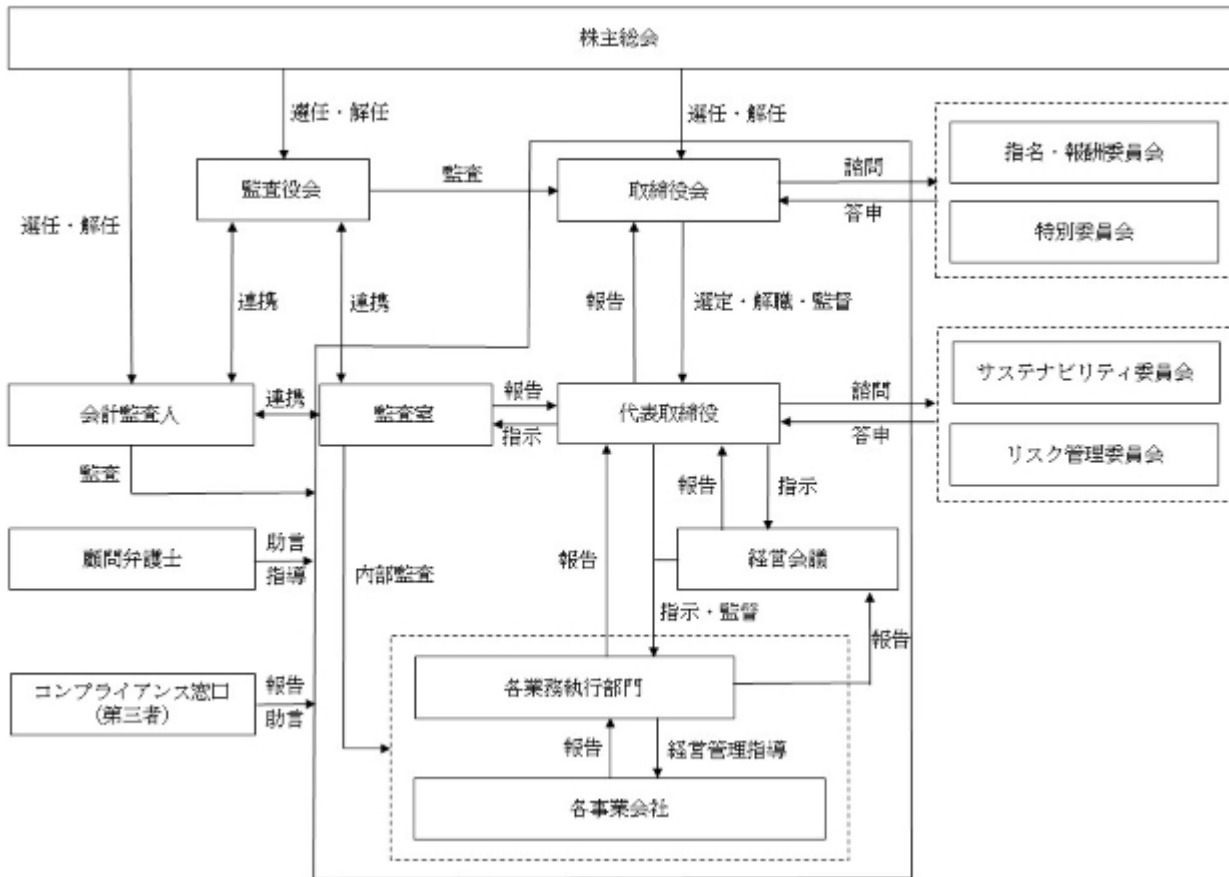 株主総会
選任・解任
選任・解任
選任・解任
監査役会
監査
取締役会
諮問
答申
指名・報酬委員会
特別委員会
連携
連携
報告
選定・解職・監督
会計監査人
連携
監査室
報告
指示
代表取締役
諮問
答申
サステナビリティ委員会
リスク管理委員会
監査
報告
指示
顧問弁護士
助言
指導
内部監査
報告
経営会議
指示・監督
報告
コンプライアンス窓口
(第三者)
報告
助言
各業務執行部門
報告
経営管理指導
各事業会社